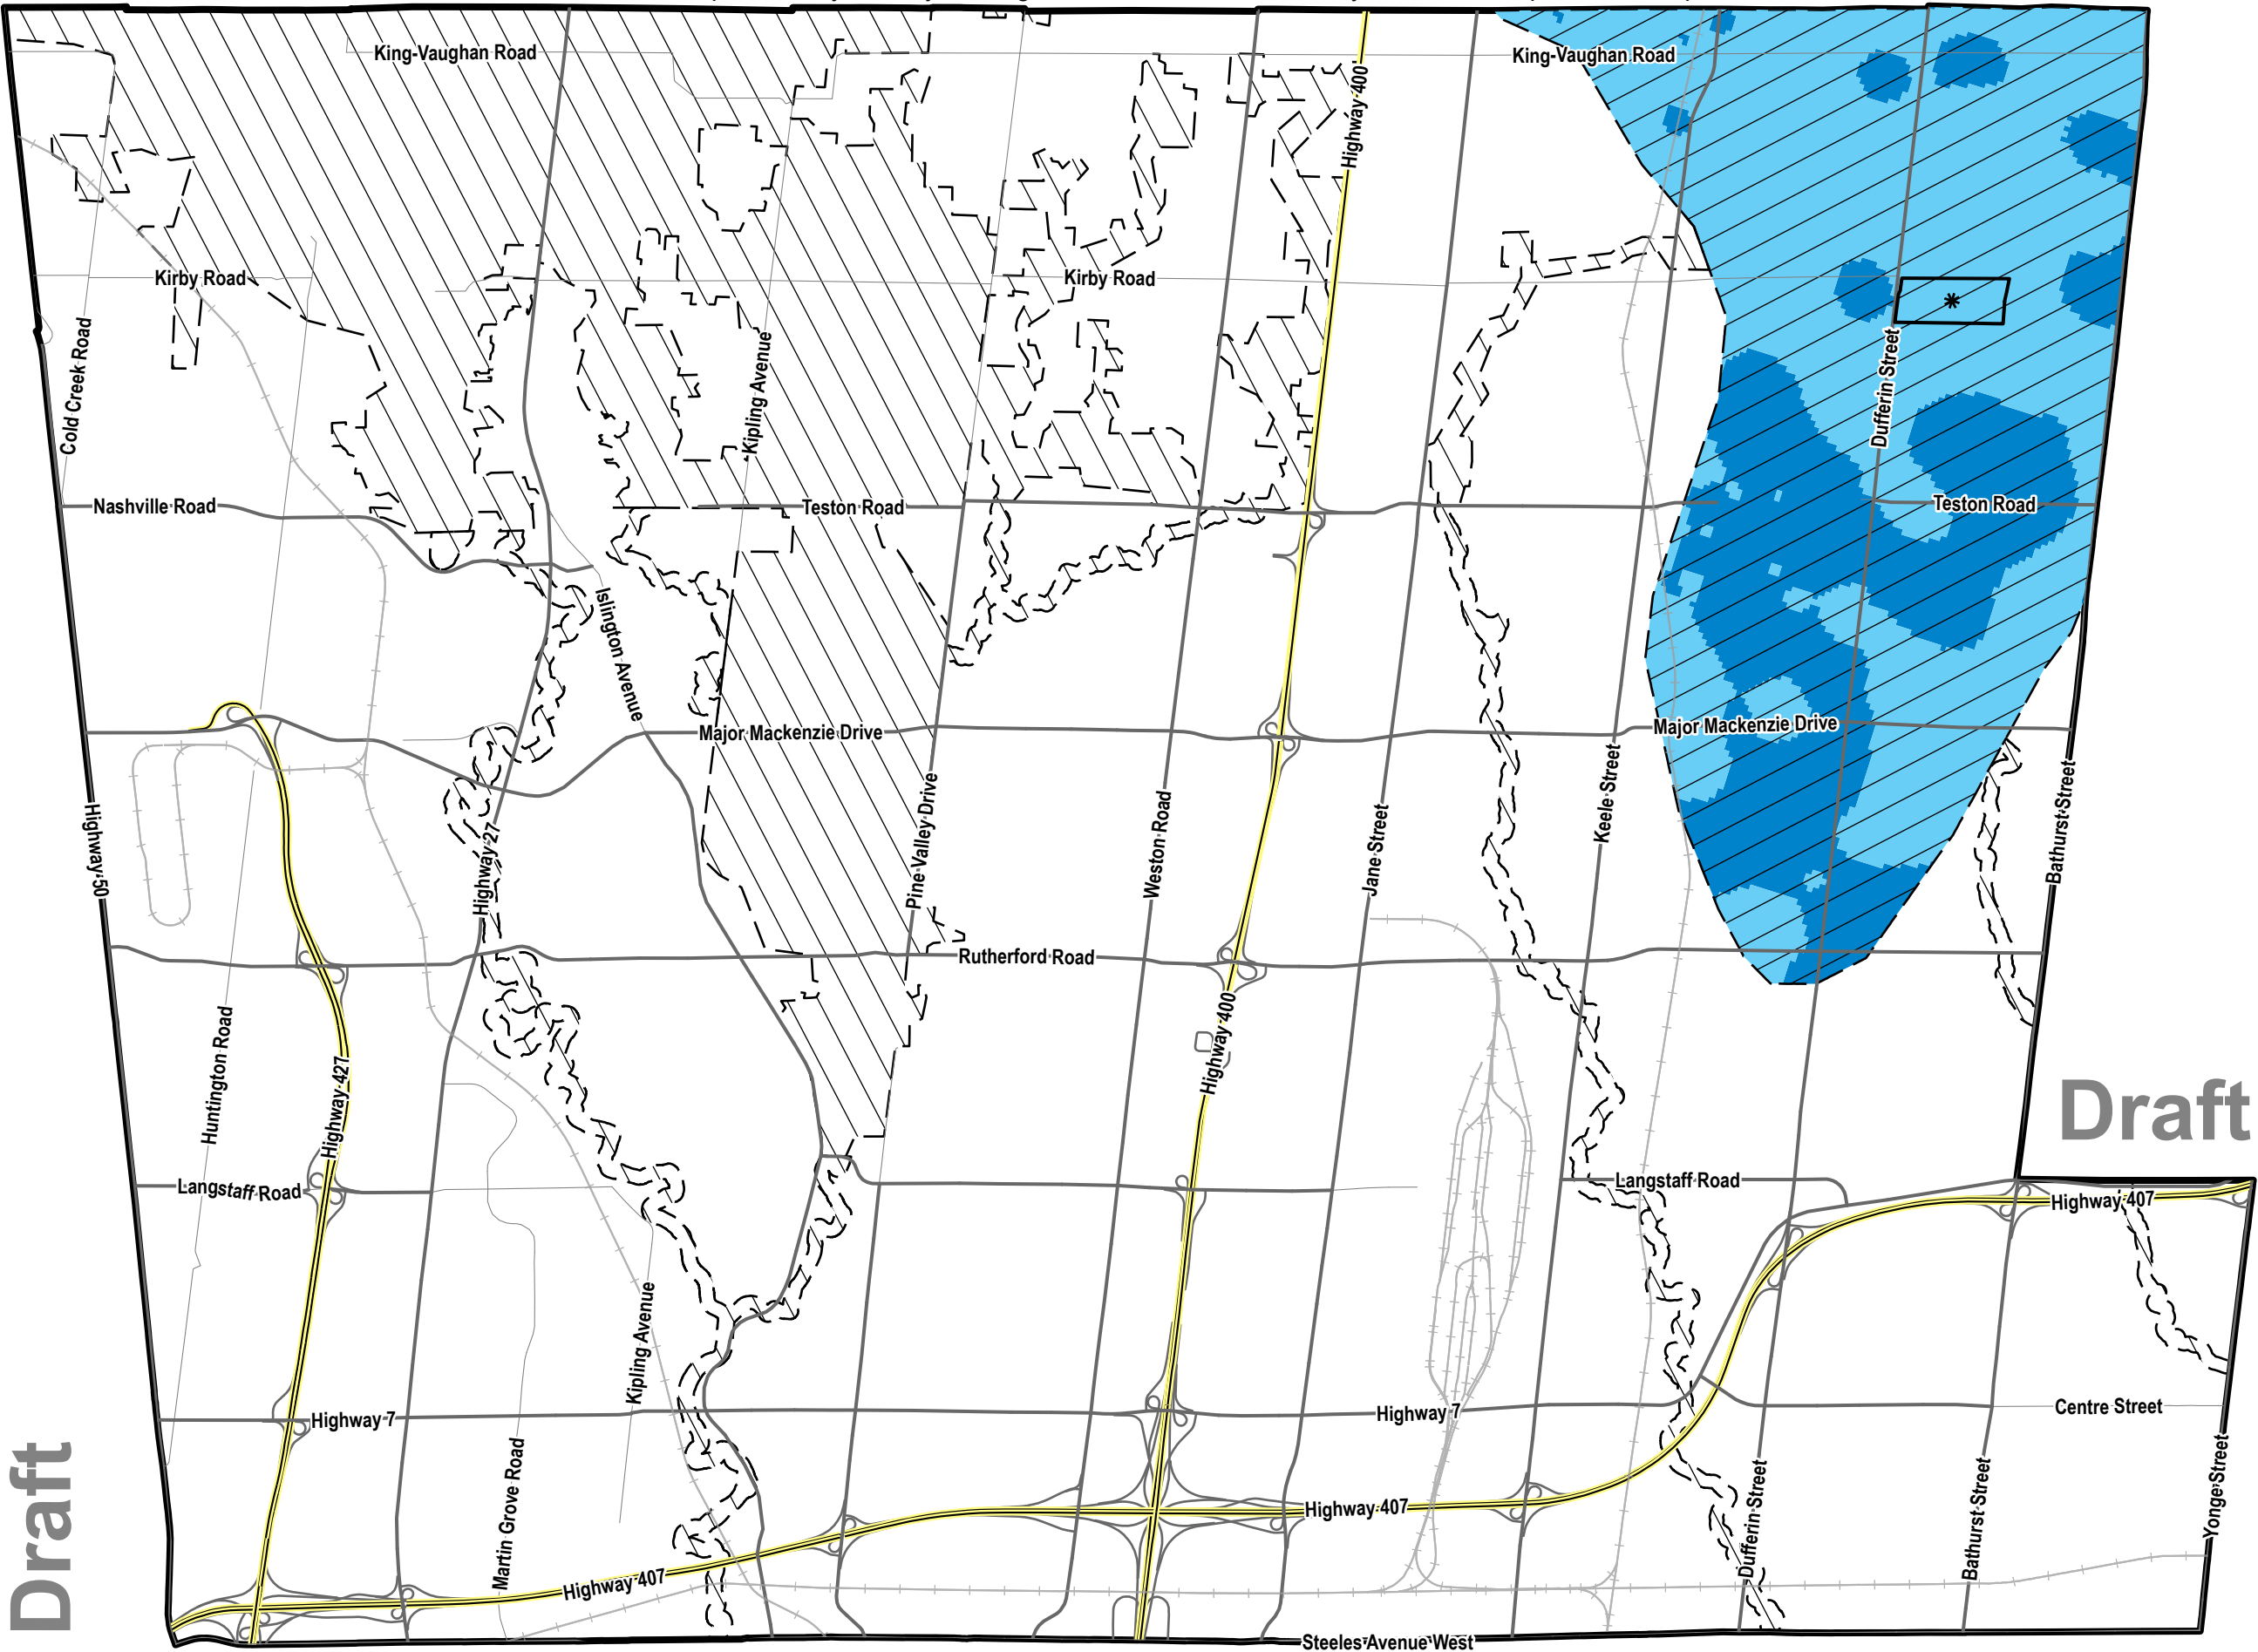 King-Vaughan Road
King-Vaughan Road
Highway 400
Kirby Road
Kirby Road
Cold Creek Road
Kipling Avenue
Dufferin Street
Nashville Road
Teston Road
Teston Road
Islington Avenue
Major Mackenzie Drive
Major Mackenzie Drive
Highway 50
Highway 27
Pine Valley Drive
Weston Road
Jane Street
Keele Street
Bathurst Street
Rutherford Road
Huntington Road
Highway 427
Highway 400
Draft
Langstaff Road
Langstaff Road
Highway 407
Kipling Avenue
Highway 7
Highway 7
Centre Street
Draft
Martin Grove Road
Highway 407
Highway 407
Dufferin Street
Bathurst Street
Yonge Street
Steeles Avenue West